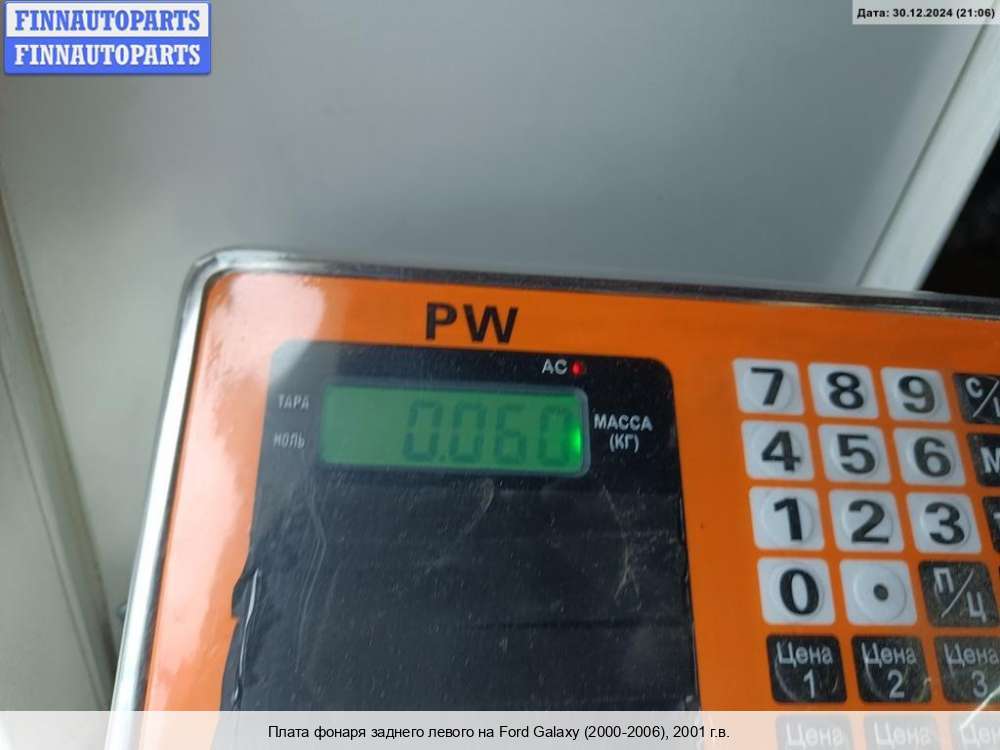 FINNAUTOPARTS
FINNAUTOPARTS
Дата: 30.12.2024 (21:06)
PW
AC
ТАРА
НОЛЬ
0.060
МАССА
(КГ)
7 8 9
4 5 6 М
1 2 3
0 • П/Ц
Цена 1
Цена 2
Цена 3
Цена Цена
Плата фонаря заднего левого на Ford Galaxy (2000-2006), 2001 г.в.